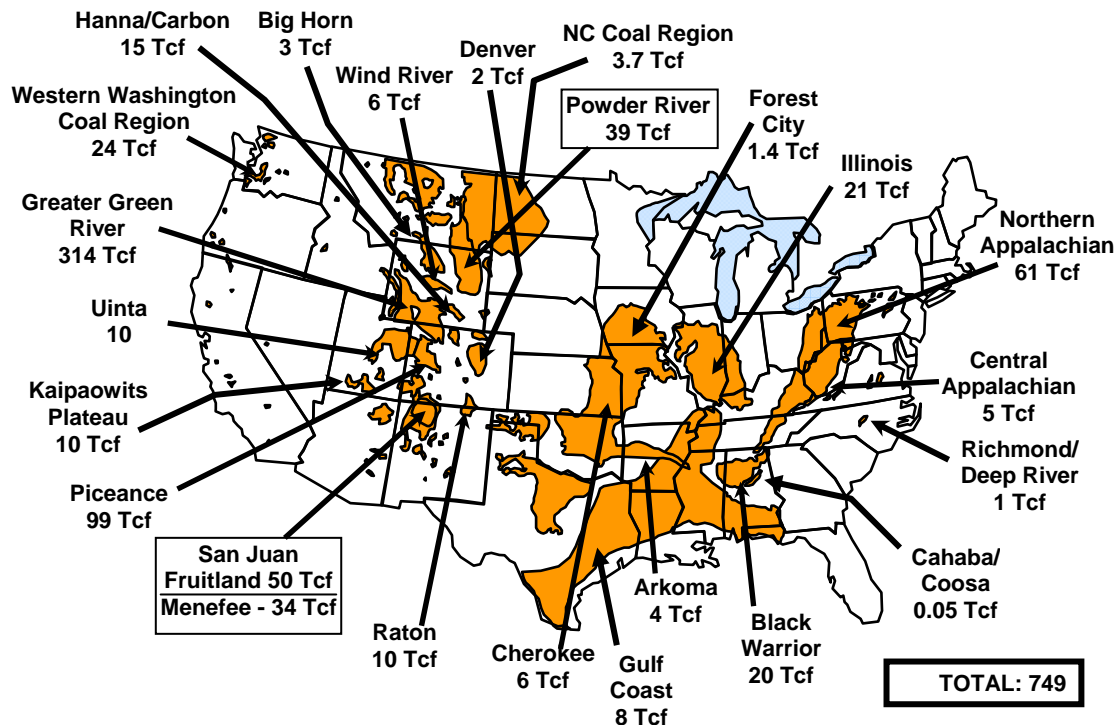 Hanna/Carbon
15 Tcf
Big Horn
3 Tcf
Wind River
6 Tcf
Denver
2 Tcf
NC Coal Region
3.7 Tcf
Powder River
39 Tcf
Forest
City
1.4 Tcf
Illinois
21 Tcf
Northern
Appalachian
61 Tcf
Western Washington
Coal Region
24 Tcf
Greater Green
River
314 Tcf
Uinta
10
Kaipaowits
Plateau
10 Tcf
Piceance
99 Tcf
San Juan
Fruitland 50 Tcf
Menefee - 34 Tcf
Raton
10 Tcf
Cherokee
6 Tcf
Gulf
Coast
8 Tcf
Arkoma
4 Tcf
Black
Warrior
20 Tcf
Cahaba/
Coosa
0.05 Tcf
Richmond/
Deep River
1 Tcf
Central
Appalachian
5 Tcf
TOTAL: 749